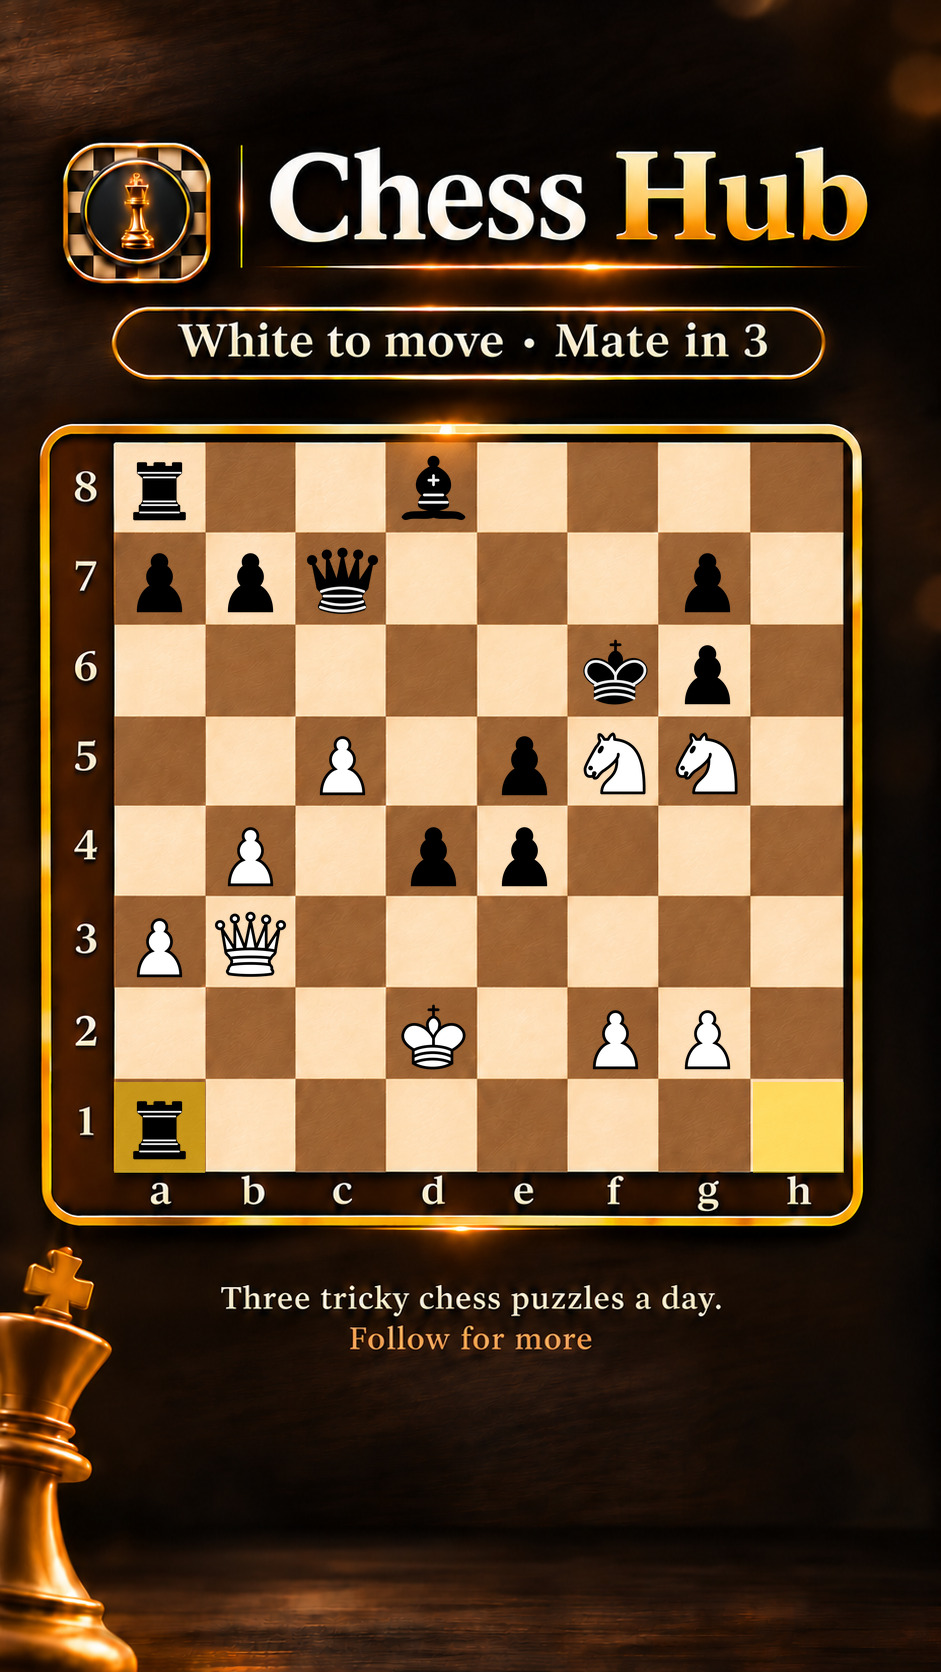 Chess Hub
White to move • Mate in 3
8
7
6
5
4
3
2
1
a b c d e f g h
Three tricky chess puzzles a day.
Follow for more